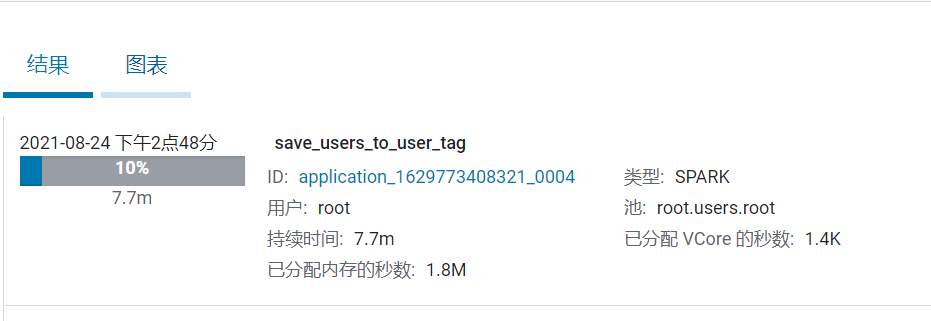 结果 图表
2021-08-24 下午2点48分
10%
7.7m
save_users_to_user_tag
ID: application_1629773408321_0004 类型: SPARK
用户: root 池: root.users.root
持续时间: 7.7m 已分配 VCore 的秒数: 1.4K
已分配内存的秒数: 1.8M